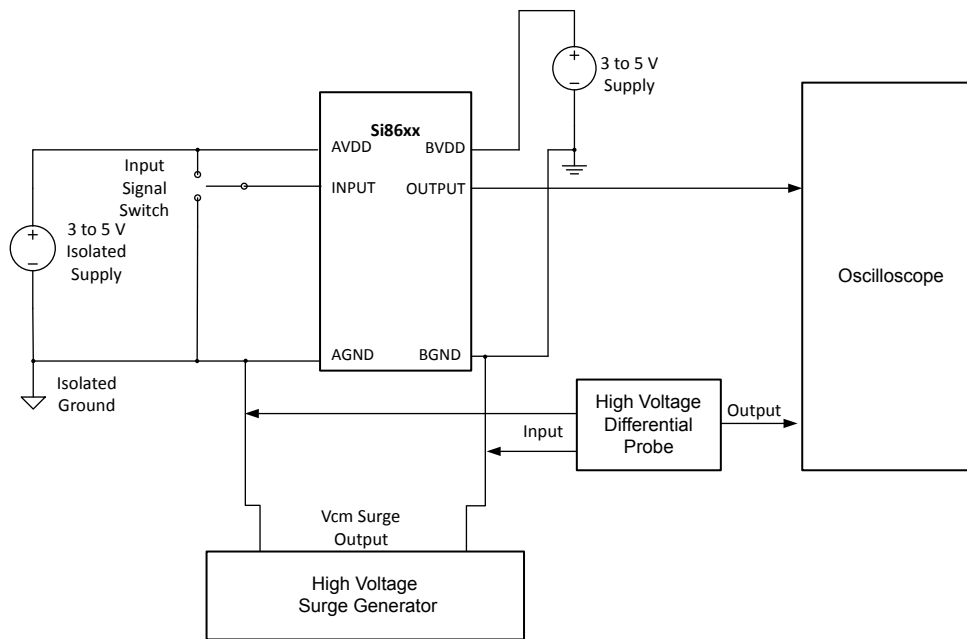 3 to 5 V
Supply
Si86xx
AVDD
BVDD
Input
Signal
Switch
INPUT
OUTPUT
3 to 5 V
Isolated
Supply
Oscilloscope
AGND
BGND
Isolated
Ground
High Voltage
Differential
Probe
Input
Output
Vcm Surge
Output
High Voltage
Surge Generator
+
−
+
−